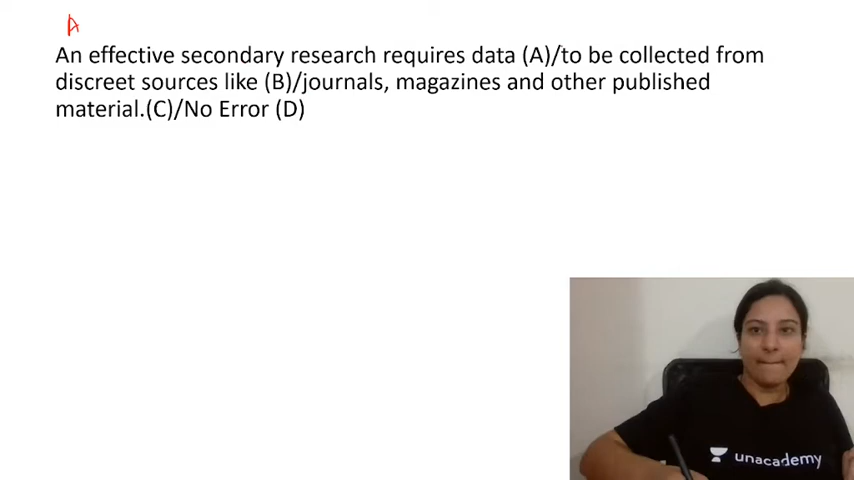 A
An effective secondary research requires data (A)/to be collected from
discreet sources like (B)/journals, magazines and other published
material.(C)/No Error (D)
unacademy